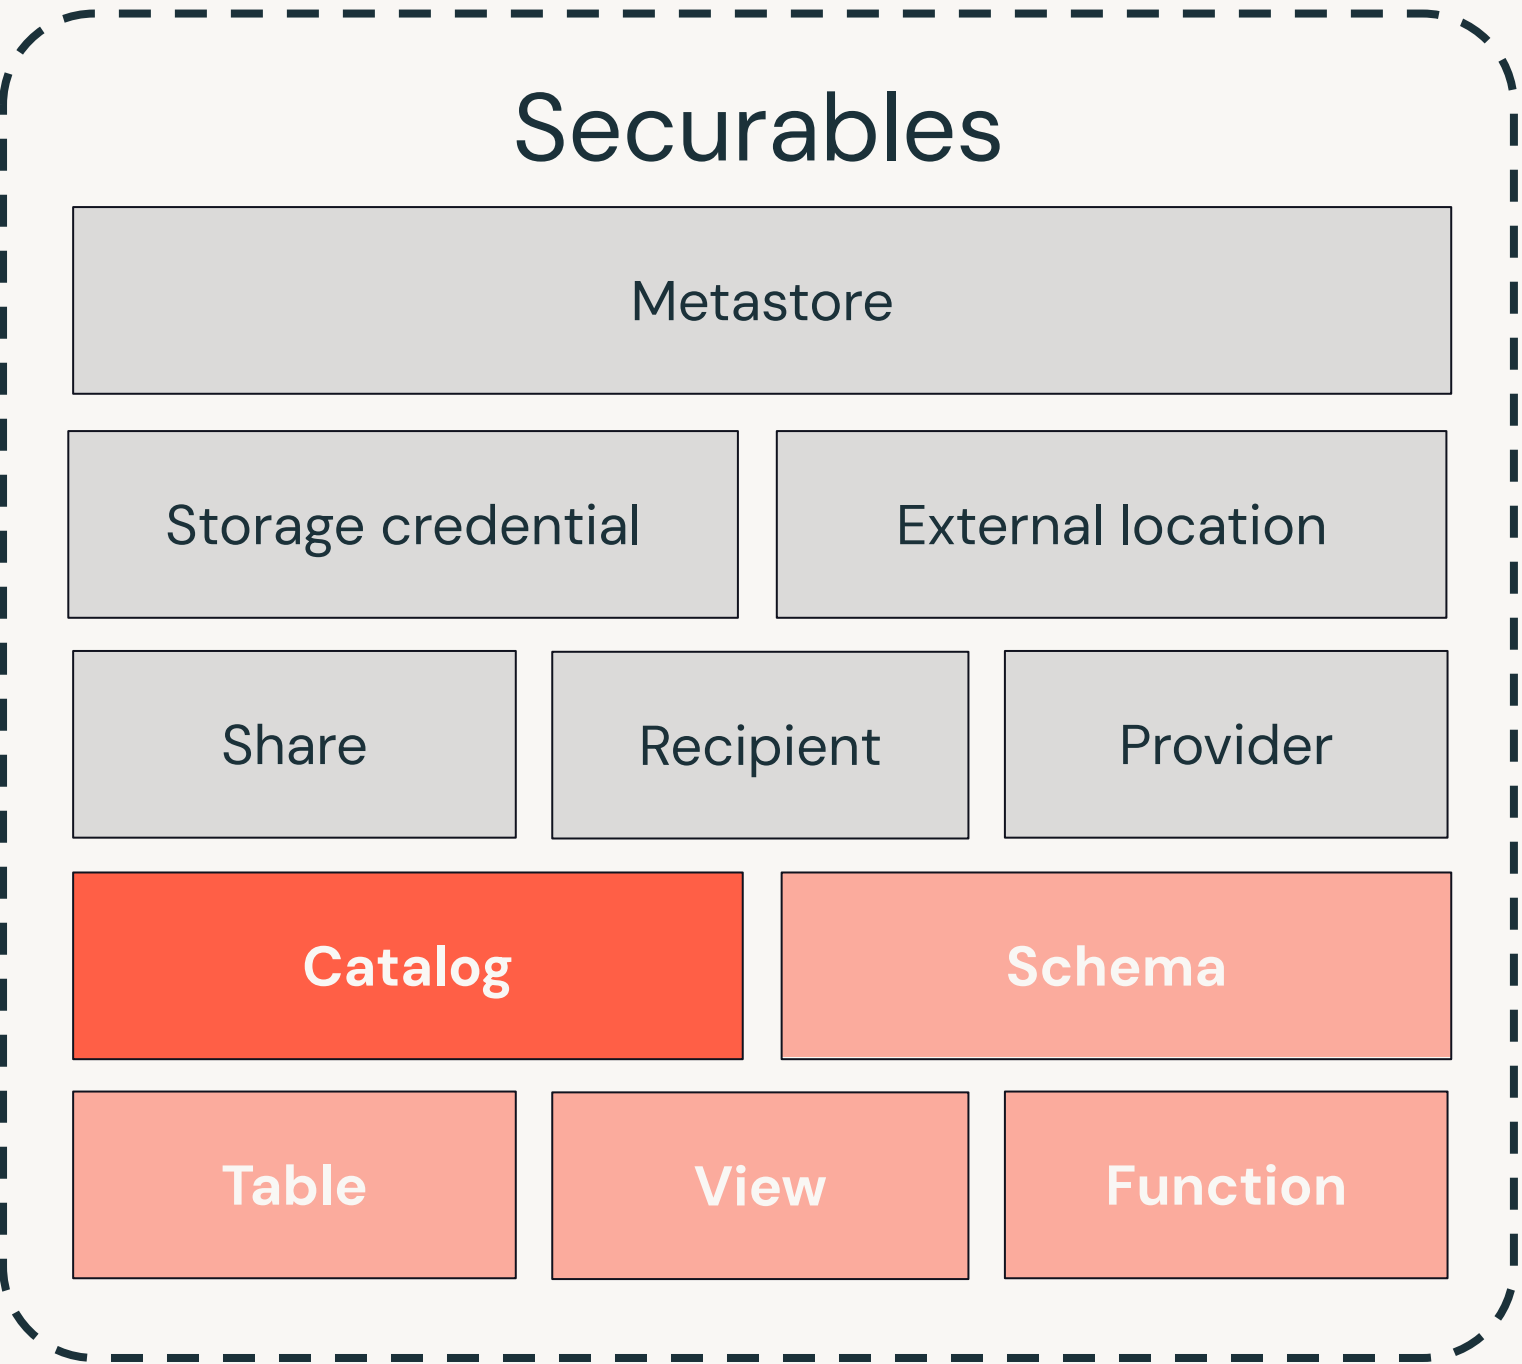 Securables
Metastore
Storage credential
External location
Share
Recipient
Provider
Catalog
Schema
Table
View
Function